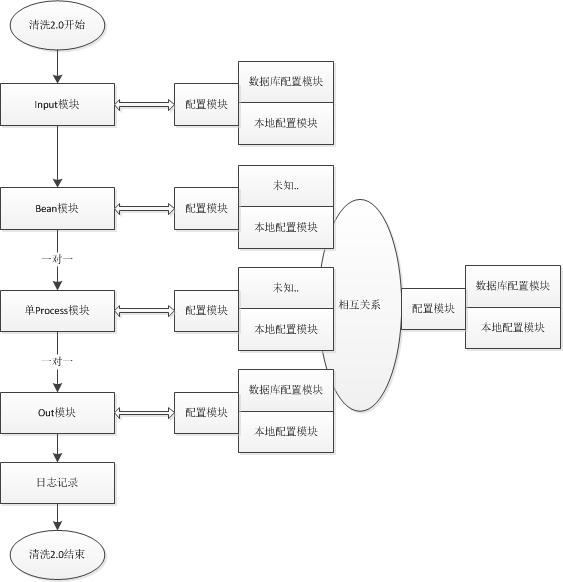 清洗2.0开始
Input模块
配置模块
数据库配置模块
本地配置模块
Bean模块
配置模块
未知..
本地配置模块
一对一
单Process模块
配置模块
未知..
本地配置模块
相互关系
配置模块
数据库配置模块
本地配置模块
一对一
Out模块
配置模块
数据库配置模块
本地配置模块
日志记录
清洗2.0结束